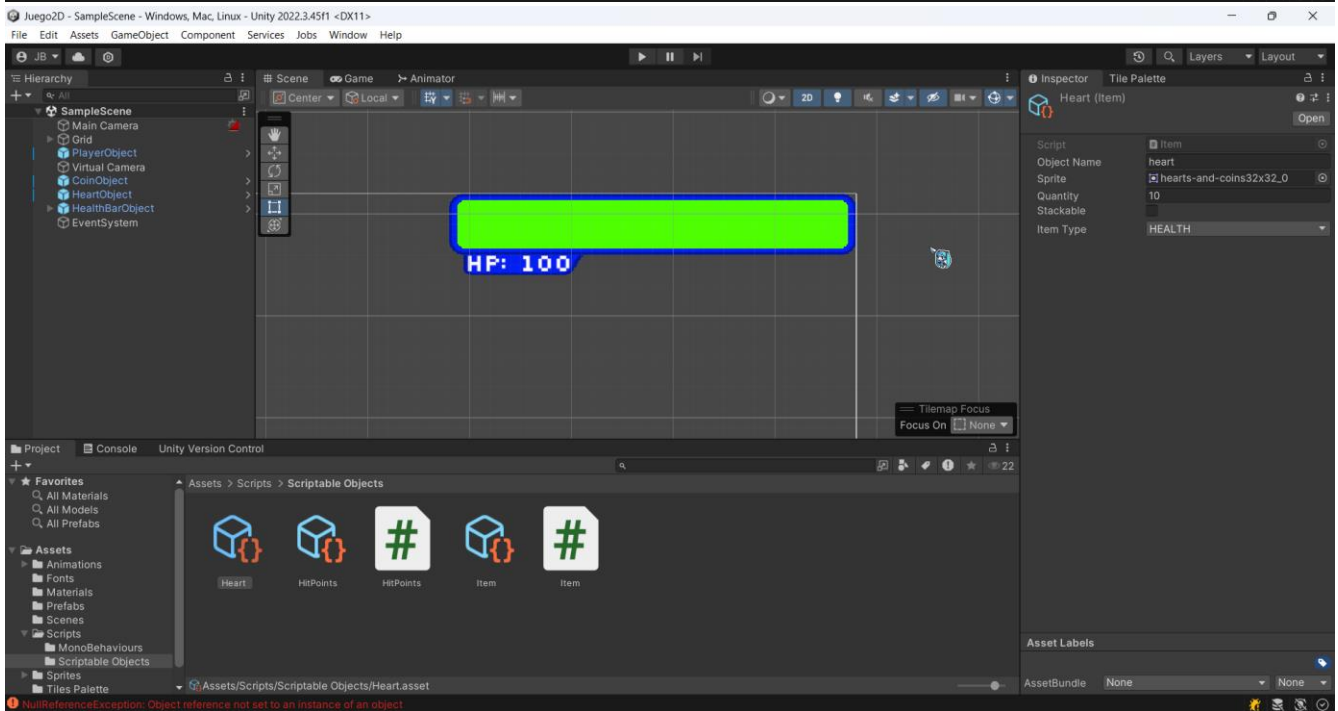 Juego2D - SampleScene - Windows, Mac, Linux - Unity 2022.3.45f1 <DX11>
File Edit Assets GameObject Component Services Jobs Window Help
JB
Layers
Layout
Hierarchy
All
SampleScene
Main Camera
Grid
PlayerObject
Virtual Camera
CoinObject
HeartObject
HealthBarObject
EventSystem
Scene Game Animator
Center Local
2D
HP: 100
Tilemap Focus
Focus On None
Inspector Tile Palette
Heart (Item)
Open
Script Item
Object Name heart
Sprite hearts-and-coins32x32_0
Quantity 10
Stackable
Item Type HEALTH
Project Console Unity Version Control
22
Favorites
All Materials
All Models
All Prefabs
Assets
Animations
Fonts
Materials
Prefabs
Scenes
Scripts
MonoBehaviours
Scriptable Objects
Sprites
Tiles Palette
Assets > Scripts > Scriptable Objects
Heart HitPoints HitPoints Item Item
Assets/Scripts/Scriptable Objects/Heart.asset
Asset Labels
AssetBundle None None
NullReferenceException: Object reference not set to an instance of an object